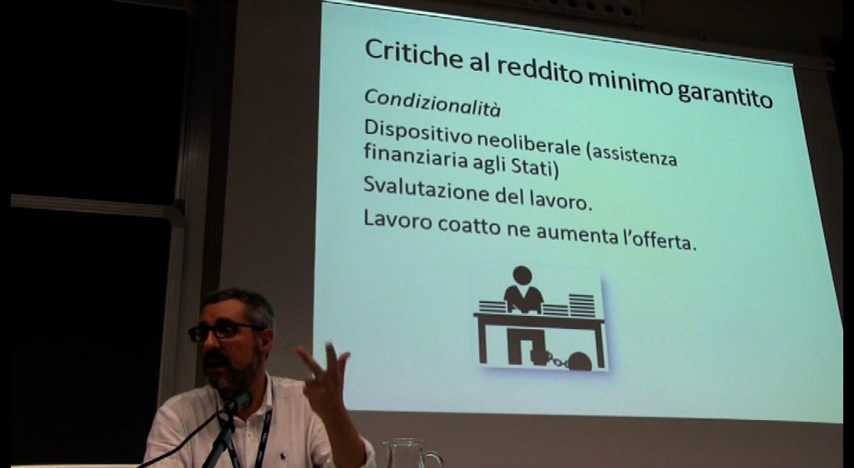 Critiche al reddito minimo garantito
Condizionalità
Dispositivo neoliberale (assistenza
finanziaria agli Stati)
Svalutazione del lavoro.
Lavoro coatto ne aumenta l'offerta.